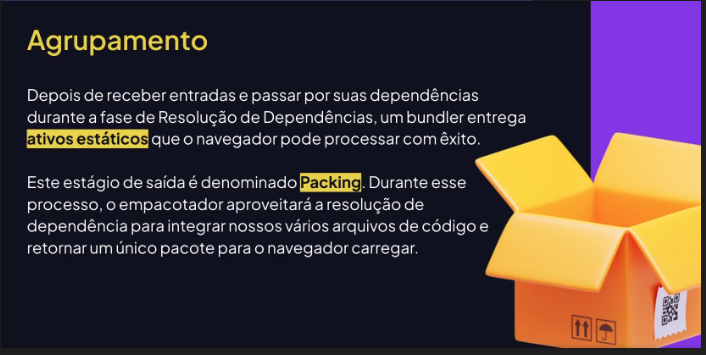 Agrupamento
Depois de receber entradas e passar por suas dependências
durante a fase de Resolução de Dependências, um bundler entrega
ativos estáticos que o navegador pode processar com êxito.
Este estágio de saída é denominado Packing. Durante esse
processo, o empacotador aproveitará a resolução de
dependência para integrar nossos vários arquivos de código e
retornar um único pacote para o navegador carregar.